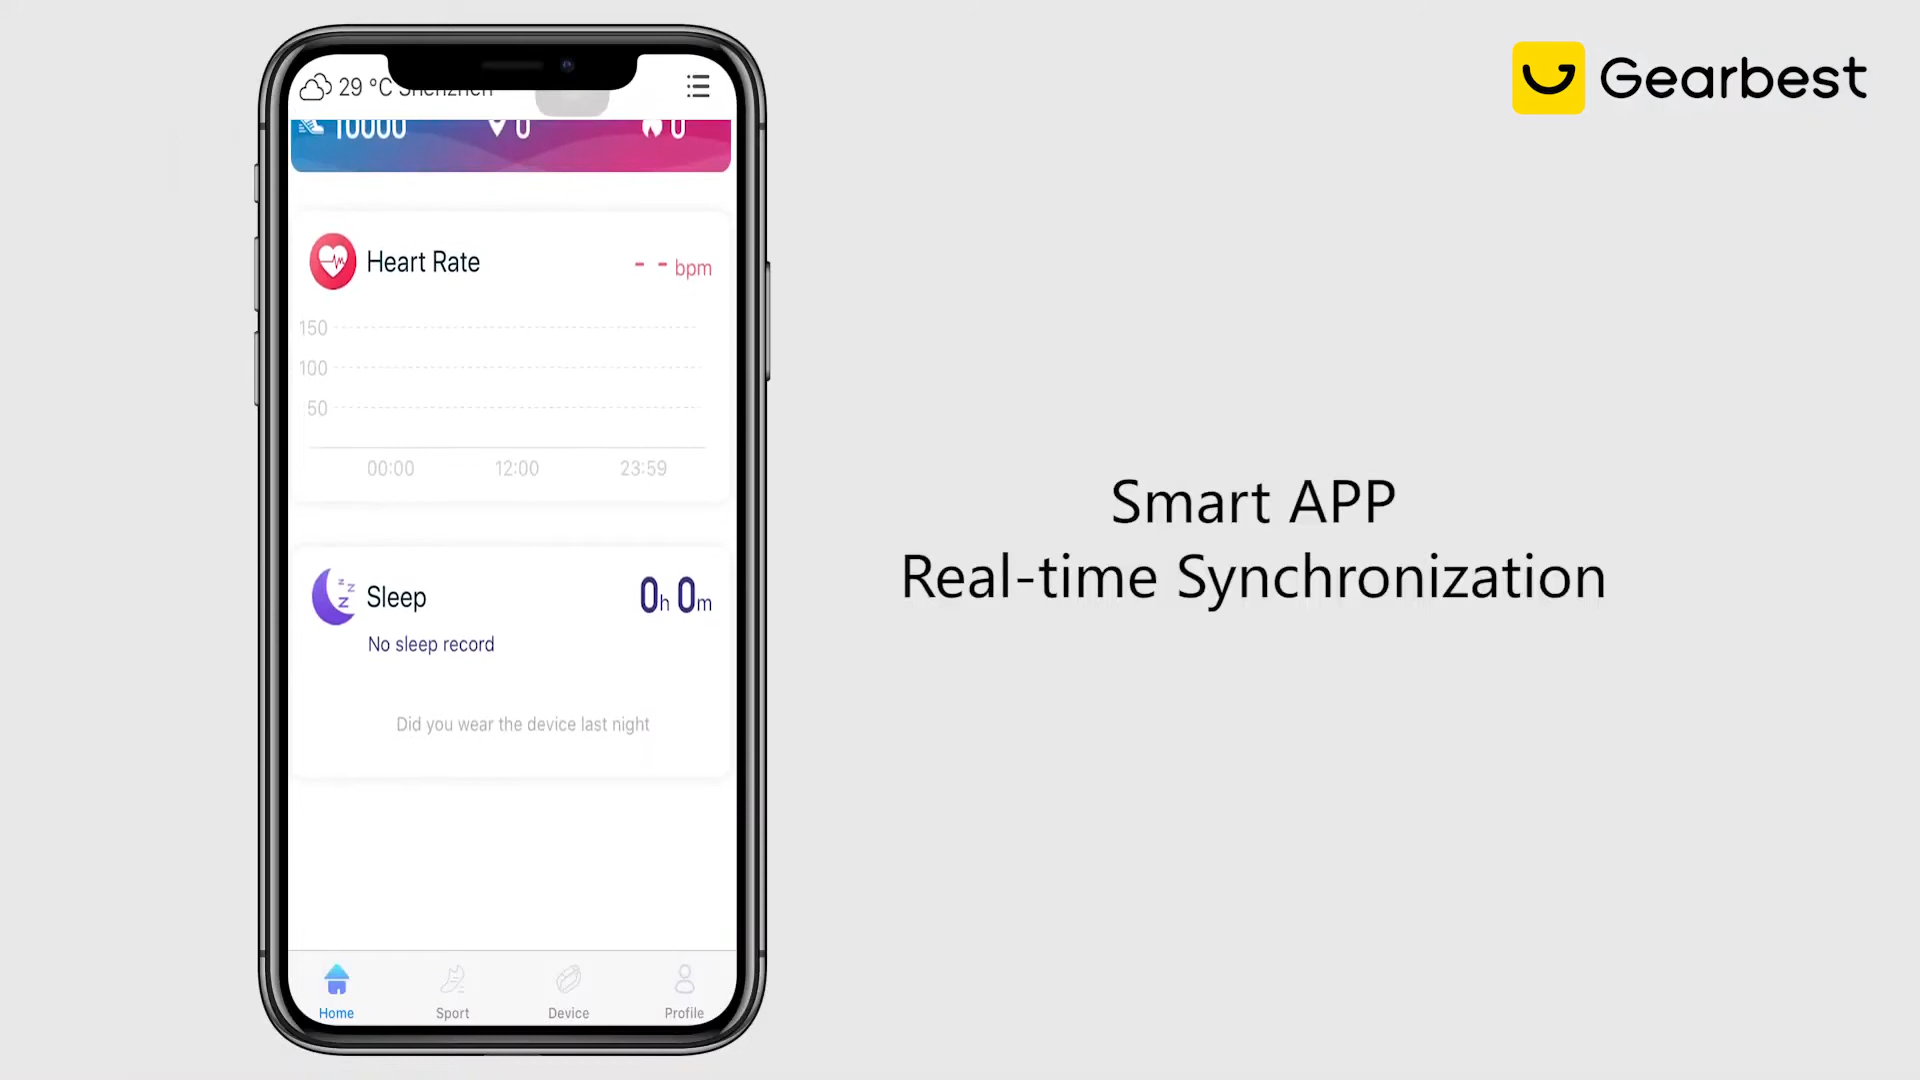 Gearbest
29 °C Shenzhen
10000 0 0
Heart Rate
- - bpm
150
100
50
00:00 12:00 23:59
Sleep 0h 0m
No sleep record
Did you wear the device last night
Home Sport Device Profile
Smart APP
Real-time Synchronization